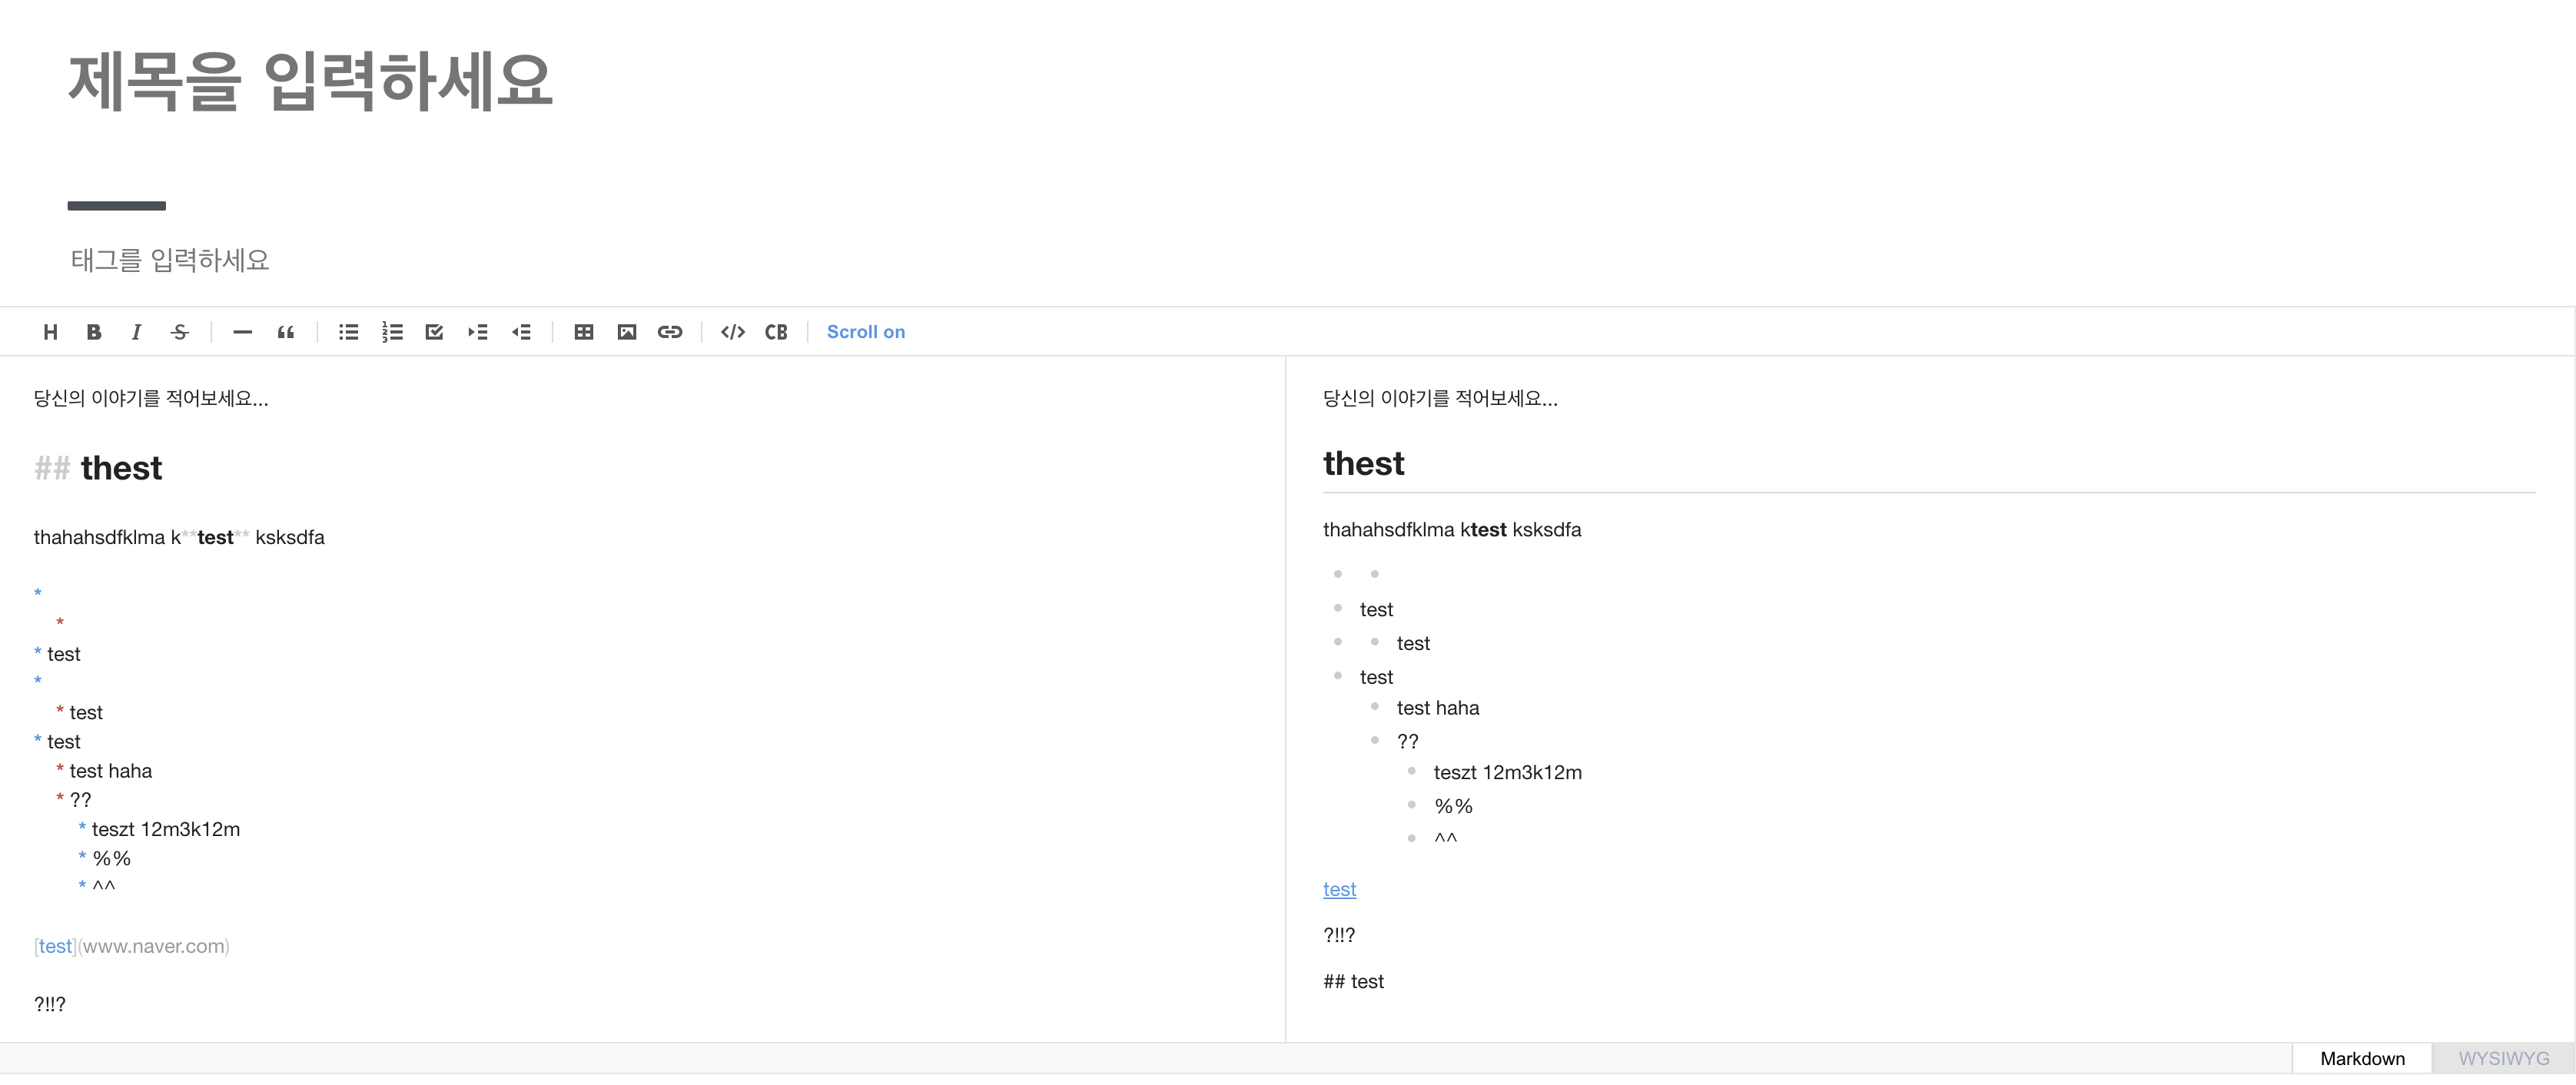 제목을 입력하세요
태그를 입력하세요
H B I S CB Scroll on
당신의 이야기를 적어보세요...
## thest
thahahsdfklma k**test** ksksdfa
*
*
* test
*
* test
* test
* test haha
* ??
* teszt 12m3k12m
* %%
* ^^
[test](www.naver.com)
?!!?
당신의 이야기를 적어보세요...
thest
thahahsdfklma ktest ksksdfa
test
test
test
test haha
??
teszt 12m3k12m
%%
^^
test
?!!?
## test
Markdown WYSIWYG